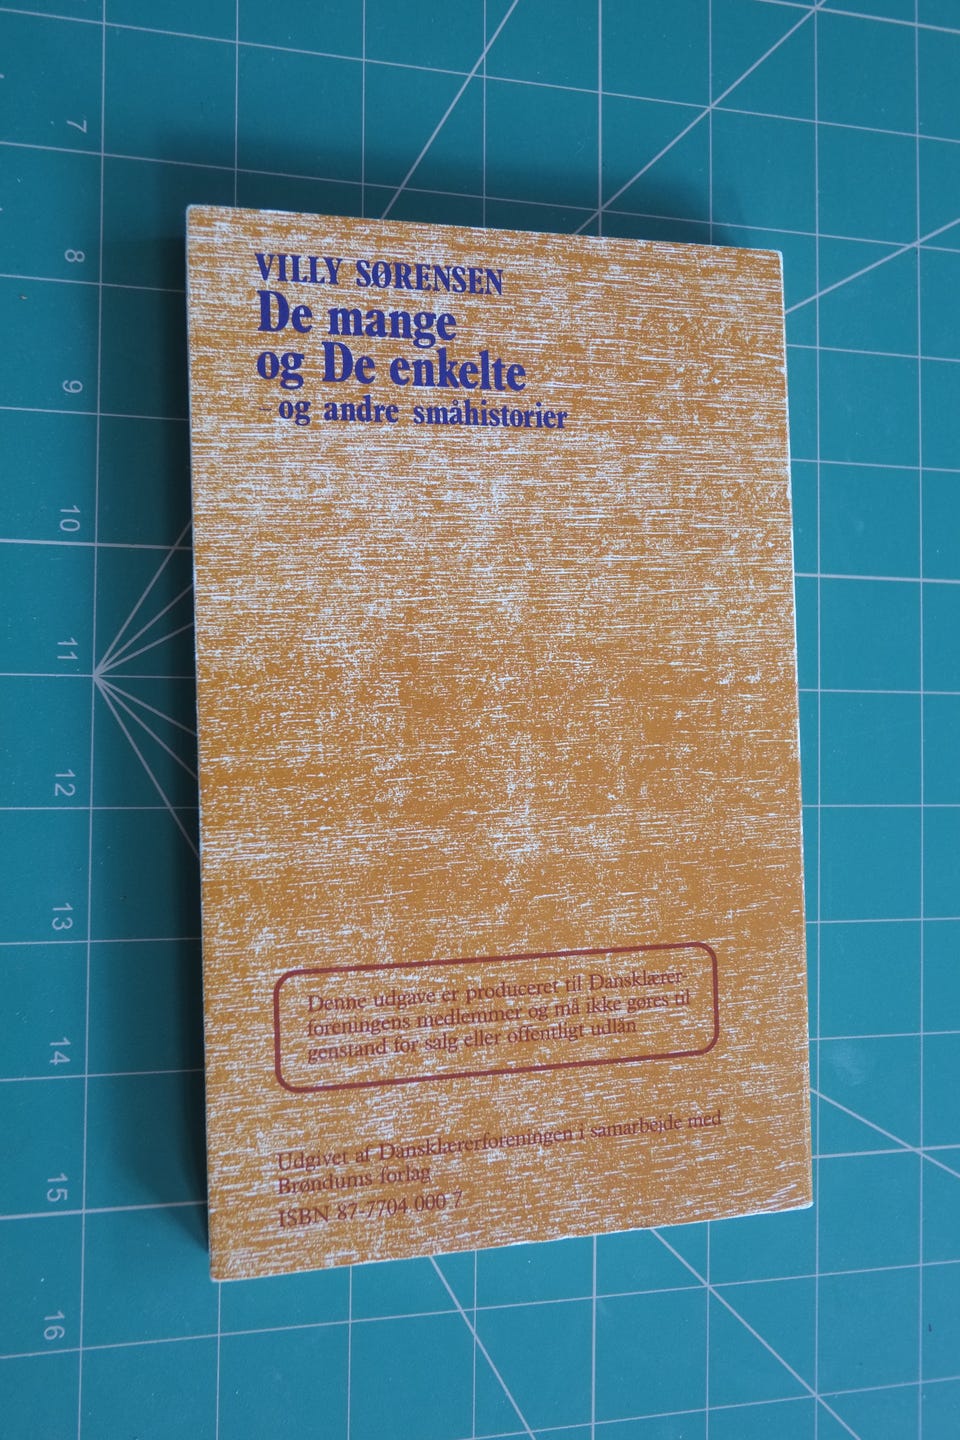 VILLY SØRENSEN
De mange
og De enkelte
– og andre småhistorier
Denne udgave er produceret til Dansklærer-
foreningens medlemmer og må ikke gøres til
genstand for salg eller offentligt udlån
Udgivet af Dansklærerforeningen i samarbejde med
Brøndums forlag
ISBN 87-7704 000 7
7
8
9
10
11
12
13
14
15
16